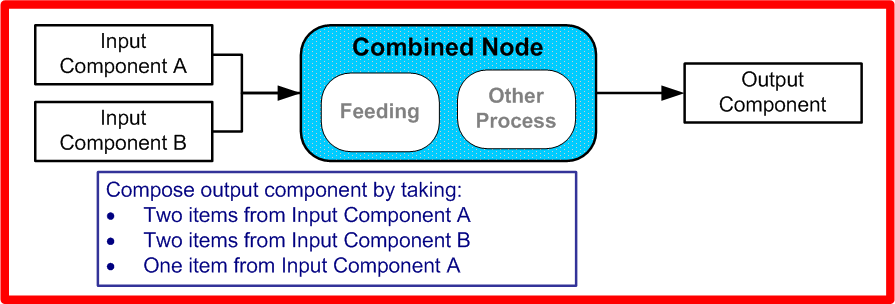 Input
Component A
Input
Component B
Combined Node
Feeding
Other
Process
Output
Component
Compose output component by taking:
• Two items from Input Component A
• Two items from Input Component B
• One item from Input Component A